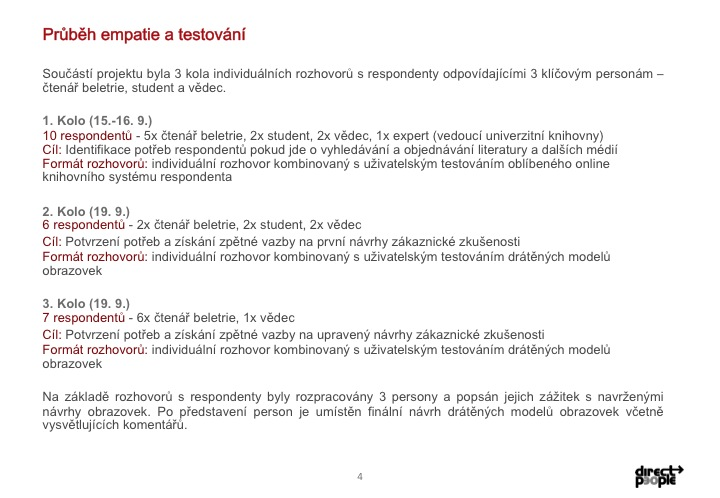 Průběh empatie a testování
Součástí projektu byla 3 kola individuálních rozhovorů s respondenty odpovídajícími 3 klíčovým personám –
čtenář beletrie, student a vědec.
1. Kolo (15.-16. 9.)
10 respondentů - 5x čtenář beletrie, 2x student, 2x vědec, 1x expert (vedoucí univerzitní knihovny)
Cíl: Identifikace potřeb respondentů pokud jde o vyhledávání a objednávání literatury a dalších médií
Formát rozhovorů: individuální rozhovor kombinovaný s uživatelským testováním oblíbeného online
knihovního systému respondenta
2. Kolo (19. 9.)
6 respondentů - 2x čtenář beletrie, 2x student, 2x vědec
Cíl: Potvrzení potřeb a získání zpětné vazby na první návrhy zákaznické zkušenosti
Formát rozhovorů: individuální rozhovor kombinovaný s uživatelským testováním drátěných modelů
obrazovek
3. Kolo (19. 9.)
7 respondentů - 6x čtenář beletrie, 1x vědec
Cíl: Potvrzení potřeb a získání zpětné vazby na upravený návrhy zákaznické zkušenosti
Formát rozhovorů: individuální rozhovor kombinovaný s uživatelským testováním drátěných modelů
obrazovek
Na základě rozhovorů s respondenty byly rozpracovány 3 persony a popsán jejich zážitek s navrženými
návrhy obrazovek. Po představení person je umístěn finální návrh drátěných modelů obrazovek včetně
vysvětlujících komentářů.
4
direct
people